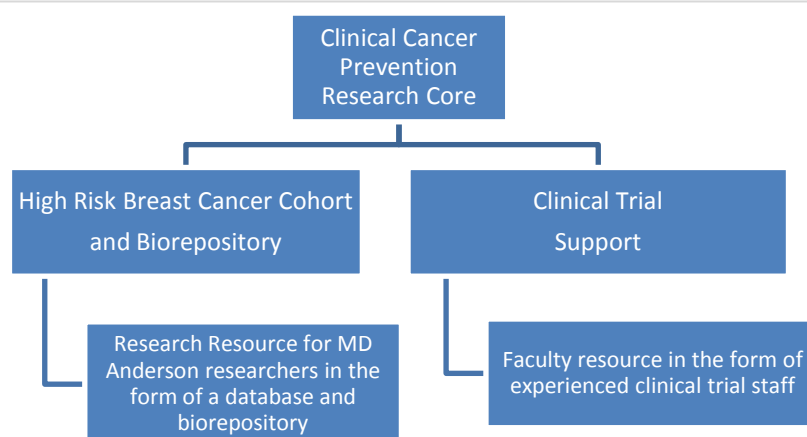 Clinical Cancer
Prevention
Research Core
High Risk Breast Cancer Cohort
and Biorepository
Clinical Trial
Support
Research Resource for MD
Anderson researchers in the
form of a database and
biorepository
Faculty resource in the form of
experienced clinical trial staff